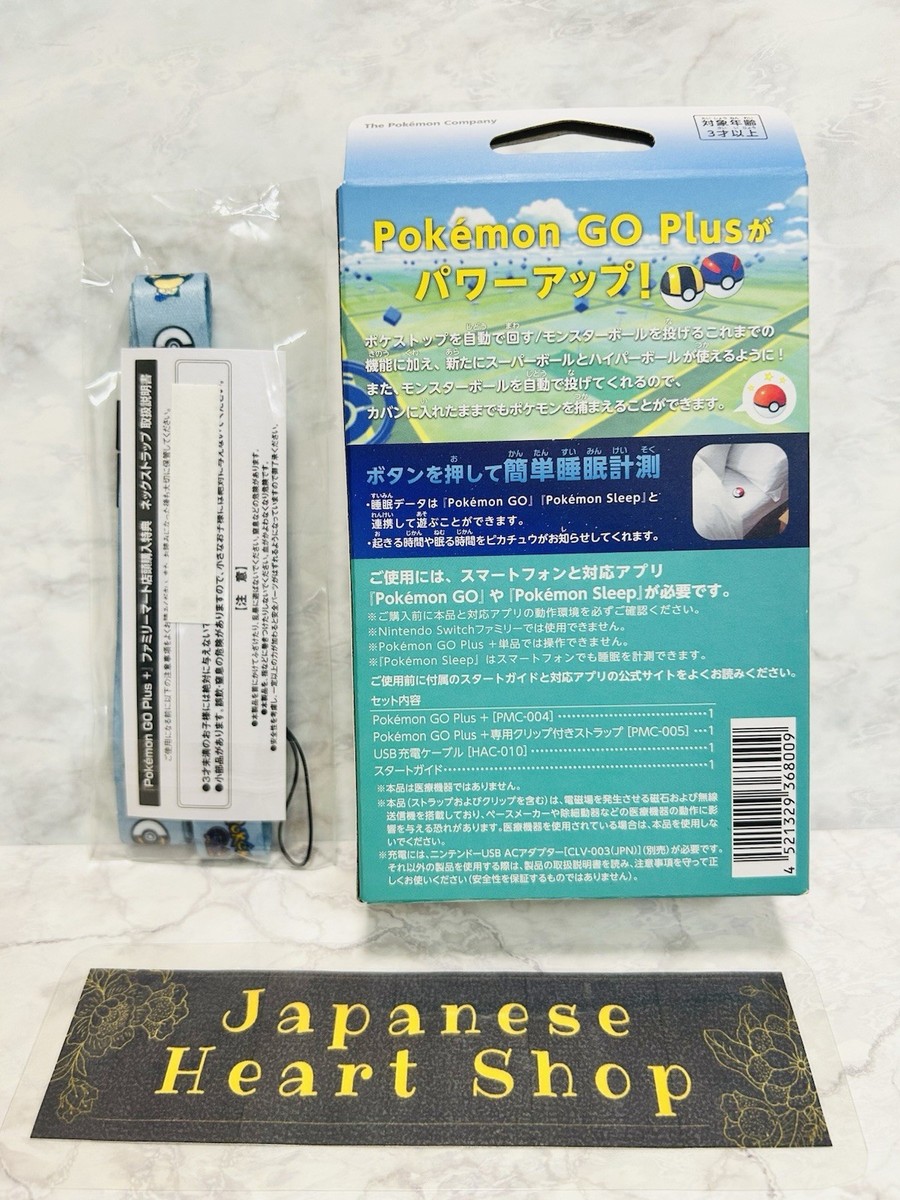 The Pokémon Company
対象年齢
3才以上
Pokémon GO Plusが
パワーアップ!
ポケストップを自動で回す/モンスターボールを投げるこれまでの
機能に加え、新たにスーパーボールとハイパーボールが使えるように!
また、モンスターボールを自動で投げてくれるので、
カバンに入れたままでもポケモンを捕まえることができます。
ボタンを押して簡単睡眠計測
・睡眠データは『Pokémon GO』『Pokémon Sleep』と
連携して遊ぶことができます。
・起きる時間や眠る時間をピカチュウがお知らせしてくれます。
ご使用には、スマートフォンと対応アプリ
『Pokémon GO』や『Pokémon Sleep』が必要です。
※ご購入前に本品と対応アプリの動作環境を必ずご確認ください。
※Nintendo Switchファミリーでは使用できません。
※Pokémon GO Plus +単品では操作できません。
※『Pokémon Sleep』はスマートフォンでも睡眠を計測できます。
ご使用前に付属のスタートガイドと対応アプリの公式サイトをよくお読みください。
セット内容
Pokémon GO Plus + [PMC-004] 1
Pokémon GO Plus +専用クリップ付きストラップ [PMC-005] 1
USB充電ケーブル [HAC-010] 1
スタートガイド 1
※本品は医療機器ではありません。
※本品(ストラップおよびクリップを含む)は、電磁場を発生させる磁石および無線
送信機を搭載しており、ペースメーカーや除細動器などの医療機器の動作に影
響を与える恐れがあります。医療機器を使用されている場合は、本品を使用しな
いでください。
※充電には、ニンテンドーUSB ACアダプター[CLV-003(JPN)](別売)が必要です。
それ以外の製品を使用する際は、製品の取扱説明書を読み、注意事項を守って正
しくお使いください(安全性を保証するものではありません)。
4 521329 368009
『Pokémon GO Plus +』ファミリーマート店頭購入特典 ネックストラップ 取扱説明書
●3才未満のお子様には絶対に与えない
●小部品があります。誤飲・窒息の危険がありますので、小さなお子様には絶対に与えないでください。
【注 意】
Japanese
Heart Shop